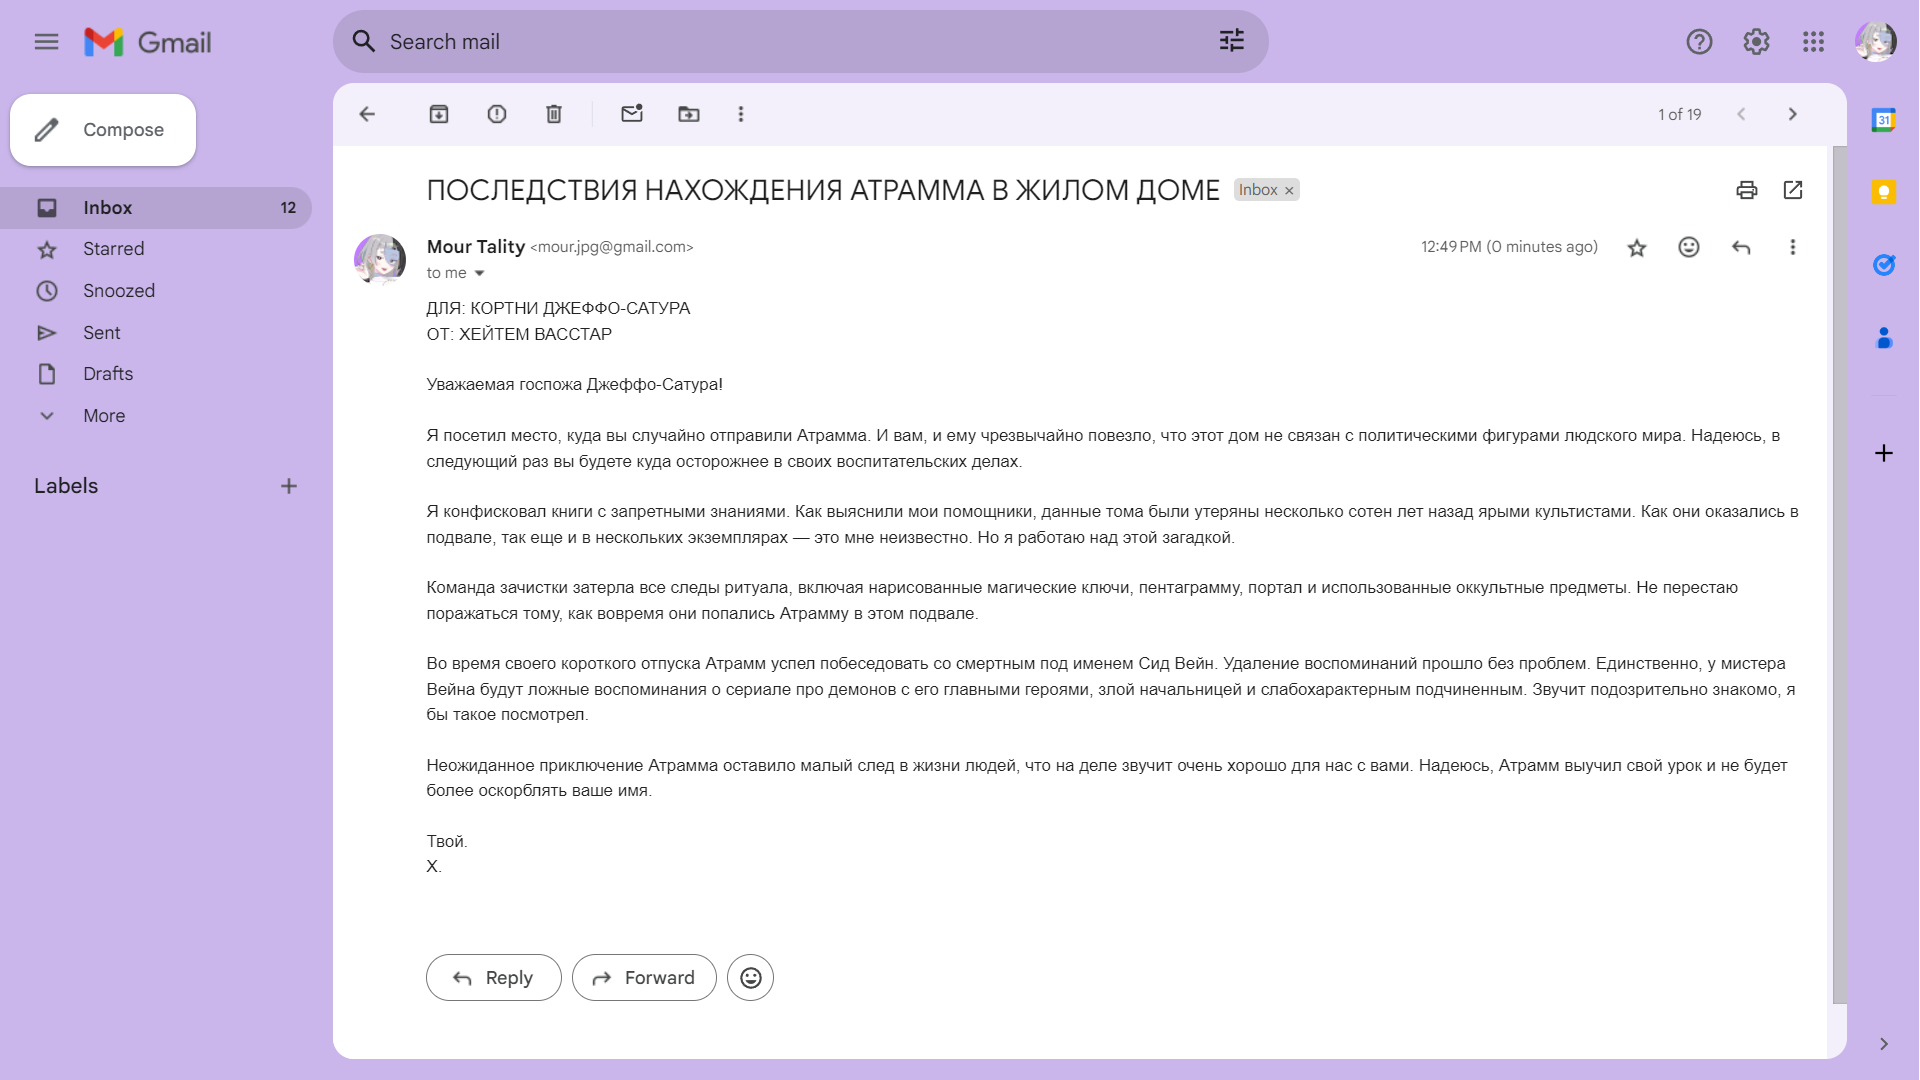 Gmail
Search mail
Compose
1 of 19
31
Inbox 12
Starred
Snoozed
Sent
Drafts
More
Labels
ПОСЛЕДСТВИЯ НАХОЖДЕНИЯ АТРАММА В ЖИЛОМ ДОМЕ Inbox ×
Mour Tality <mour.jpg@gmail.com> 12:49 PM (0 minutes ago)
to me
ДЛЯ: КОРТНИ ДЖЕФФО-САТУРА
ОТ: ХЕЙТЕМ ВАССТАР
Уважаемая госпожа Джеффо-Сатура!
Я посетил место, куда вы случайно отправили Атрамма. И вам, и ему чрезвычайно повезло, что этот дом не связан с политическими фигурами людского мира. Надеюсь, в
следующий раз вы будете куда осторожнее в своих воспитательских делах.
Я конфисковал книги с запретными знаниями. Как выяснили мои помощники, данные тома были утеряны несколько сотен лет назад ярыми культистами. Как они оказались в
подвале, так еще и в нескольких экземплярах — это мне неизвестно. Но я работаю над этой загадкой.
Команда зачистки затерла все следы ритуала, включая нарисованные магические ключи, пентаграмму, портал и использованные оккультные предметы. Не перестаю
поражаться тому, как вовремя они попались Атрамму в этом подвале.
Во время своего короткого отпуска Атрамм успел побеседовать со смертным под именем Сид Вейн. Удаление воспоминаний прошло без проблем. Единственно, у мистера
Вейна будут ложные воспоминания о сериале про демонов с его главными героями, злой начальницей и слабохарактерным подчиненным. Звучит подозрительно знакомо, я
бы такое посмотрел.
Неожиданное приключение Атрамма оставило малый след в жизни людей, что на деле звучит очень хорошо для нас с вами. Надеюсь, Атрамм выучил свой урок и не будет
более оскорблять ваше имя.
Твой.
Х.
Reply
Forward